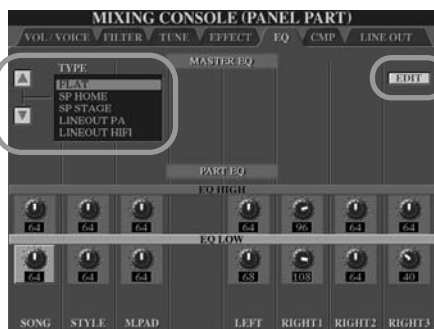 MIXING CONSOLE (PANEL PART)
VOL/VOICE FILTER TUNE EFFECT EQ CMP LINE OUT
TYPE
MASTER EQ
FLAT
EDIT
SP HOME
SP STAGE
LINEOUT PA
LINEOUT HIFI
PART EQ
EQ HIGH
64 64 64 64 96 64 64
EQ LOW
64 64 64 68 108 64 40
SONG STYLE M.PAD LEFT RIGHT1 RIGHT2 RIGHT3